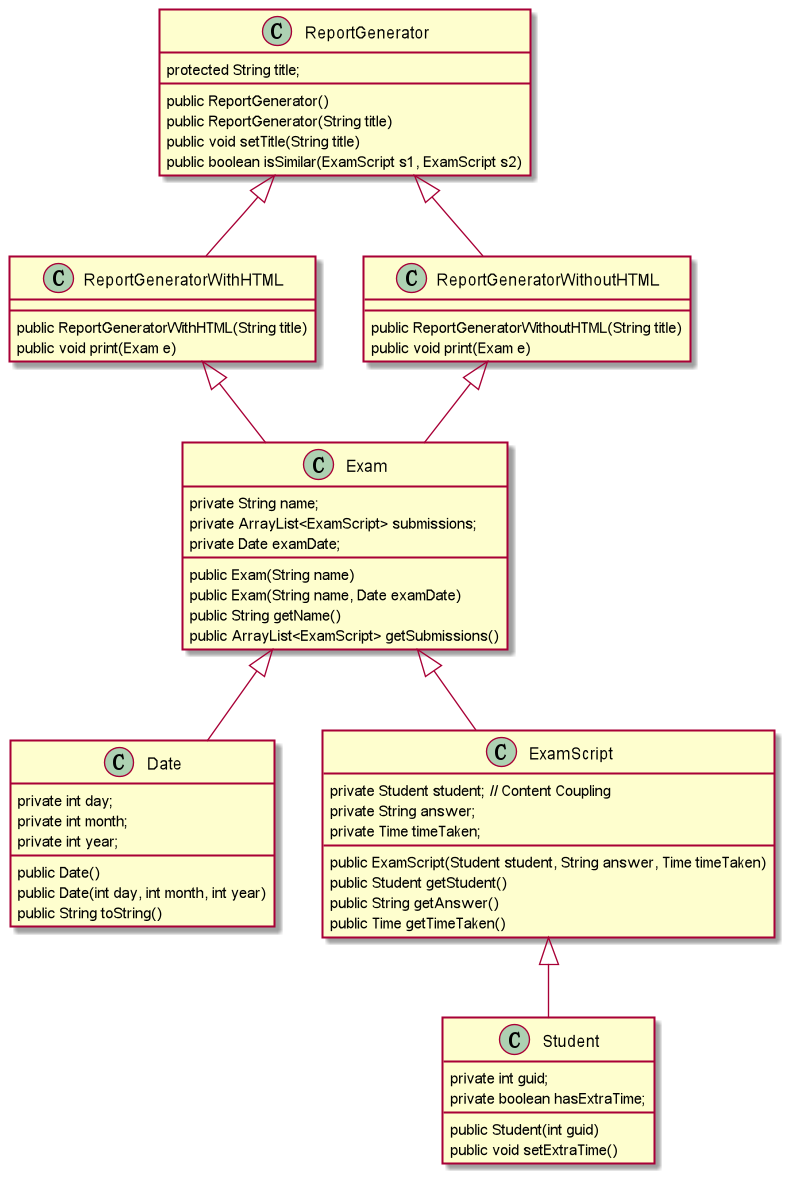 C ReportGenerator
protected String title;
public ReportGenerator()
public ReportGenerator(String title)
public void setTitle(String title)
public boolean isSimilar(ExamScript s1, ExamScript s2)
C ReportGeneratorWithHTML
public ReportGeneratorWithHTML(String title)
public void print(Exam e)
C ReportGeneratorWithoutHTML
public ReportGeneratorWithoutHTML(String title)
public void print(Exam e)
C Exam
private String name;
private ArrayList<ExamScript> submissions;
private Date examDate;
public Exam(String name)
public Exam(String name, Date examDate)
public String getName()
public ArrayList<ExamScript> getSubmissions()
C Date
private int day;
private int month;
private int year;
public Date()
public Date(int day, int month, int year)
public String toString()
C ExamScript
private Student student; // Content Coupling
private String answer;
private Time timeTaken;
public ExamScript(Student student, String answer, Time timeTaken)
public Student getStudent()
public String getAnswer()
public Time getTimeTaken()
C Student
private int guid;
private boolean hasExtraTime;
public Student(int guid)
public void setExtraTime()